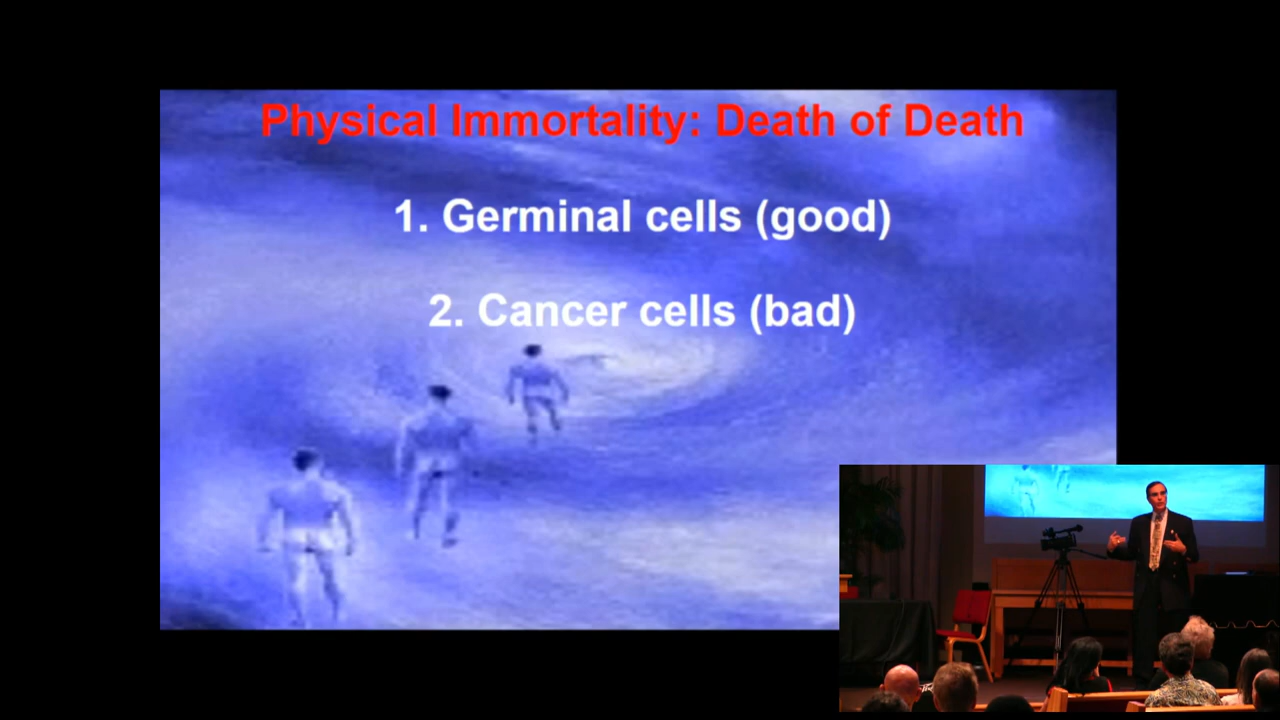 Physical Immortality: Death of Death
1. Germinal cells (good)
2. Cancer cells (bad)